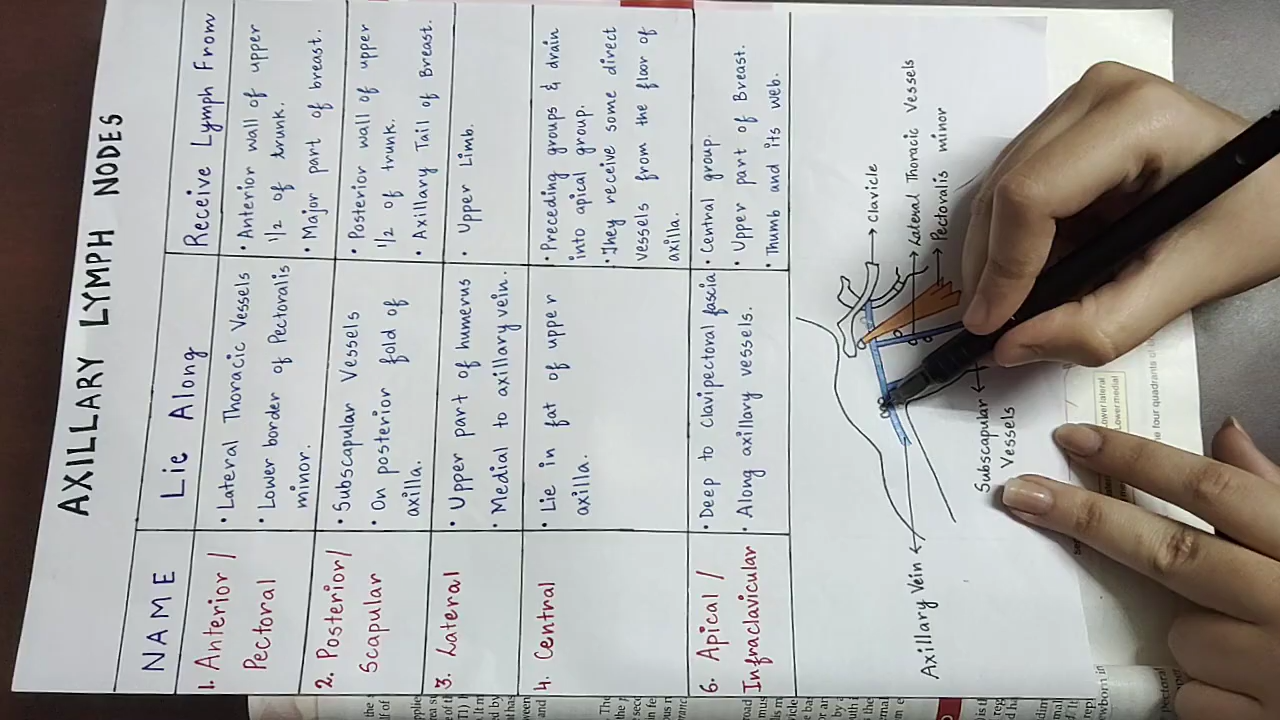 AXILLARY LYMPH NODES
NAME
Lie Along
Receive Lymph From
1. Anterior /
Pectoral
• Lateral Thoracic Vessels
• Lower border of Pectoralis
minor.
• Anterior wall of upper
1/2 of trunk.
• Major part of breast.
2. Posterior/
Scapular
• Subscapular Vessels
• On posterior fold of
axilla.
• Posterior wall of upper
1/2 of trunk.
• Axillary Tail of Breast.
3. Lateral
• Upper part of humerus
• Medial to axillary vein.
• Upper Limb.
4. Central
• Lie in fat of upper
axilla.
• Preceding groups & drain
into apical group.
• They receive some direct
vessels from the floor of
axilla.
6. Apical /
Infraclavicular
• Deep to Clavipectoral fascia
• Along axillary vessels.
• Central group.
• Upper part of Breast.
• Thumb and its web.
Clavicle
Lateral Thoracic Vessels
Pectoralis minor
Subscapular
Vessels
Axillary Vein
Lower lateral
Lower medial
four quadrants